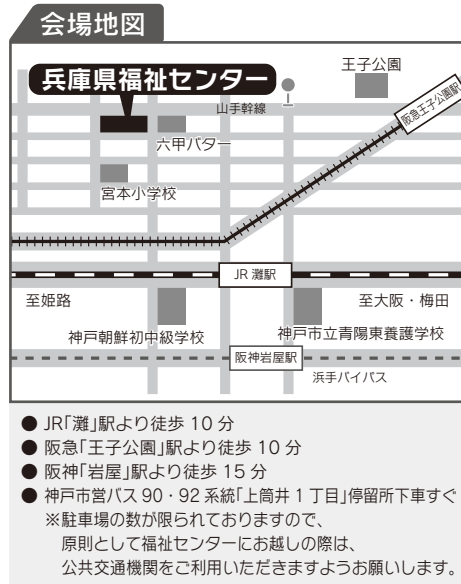 会場地図
王子公園
兵庫県福祉センター
阪急王子公園駅
山手幹線
六甲バター
宮本小学校
JR 灘駅
至姫路
至大阪・梅田
神戸朝鮮初中級学校
神戸市立青陽東養護学校
阪神岩屋駅
浜手バイパス
● JR「灘」駅より徒歩 10 分
● 阪急「王子公園」駅より徒歩 10 分
● 阪神「岩屋」駅より徒歩 15 分
● 神戸市営バス 90・92 系統「上筒井 1 丁目」停留所下車すぐ
※駐車場の数が限られておりますので、
原則として福祉センターにお越しの際は、
公共交通機関をご利用いただきますようお願いします。